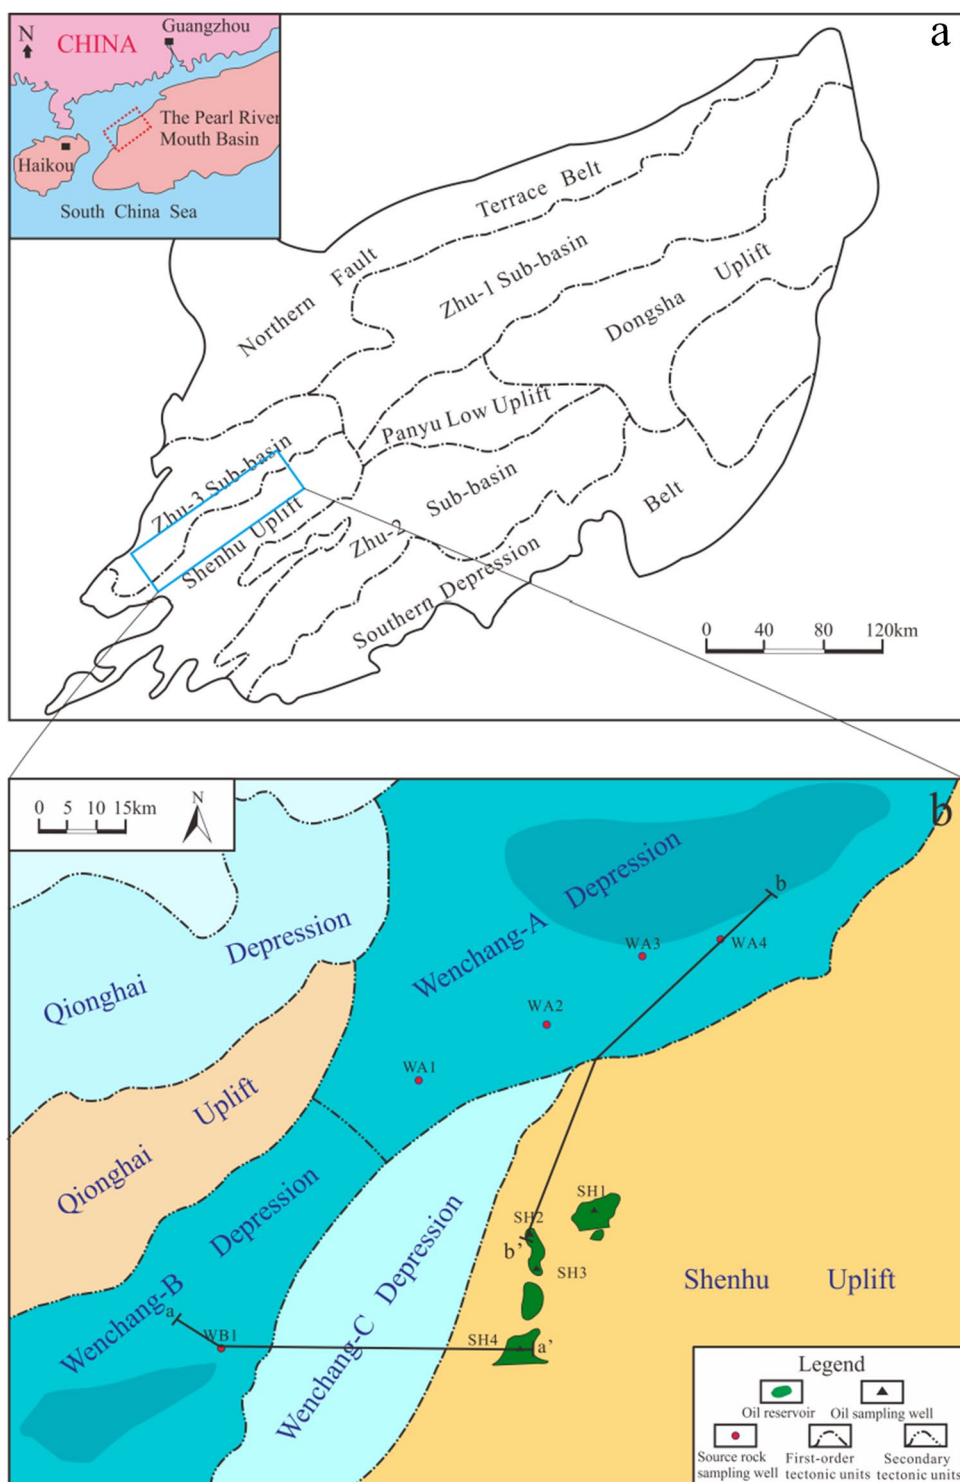 a
N
Guangzhou
CHINA
The Pearl River
Mouth Basin
Haikou
South China Sea
Terrace Belt
Northern Fault
Zhu-1 Sub-basin
Dongsha Uplift
Panyu Low Uplift
Zhu-3 Sub-basin
Shenhu Uplift
Zhu-2 Sub-basin
Southern Depression Belt
0 40 80 120km
b
0 5 10 15km
N
Wenchang-A Depression
b
WA3
WA4
Qionghai Depression
WA2
WA1
Qionghai Uplift
SH1
SH2
b'
SH3
Wenchang-B Depression
Wenchang-C Depression
Shenhu Uplift
a
WB1
SH4
a'
Legend
Oil reservoir
Oil sampling well
Source rock
sampling well
First-order
tectonic units
Secondary
tectonic units